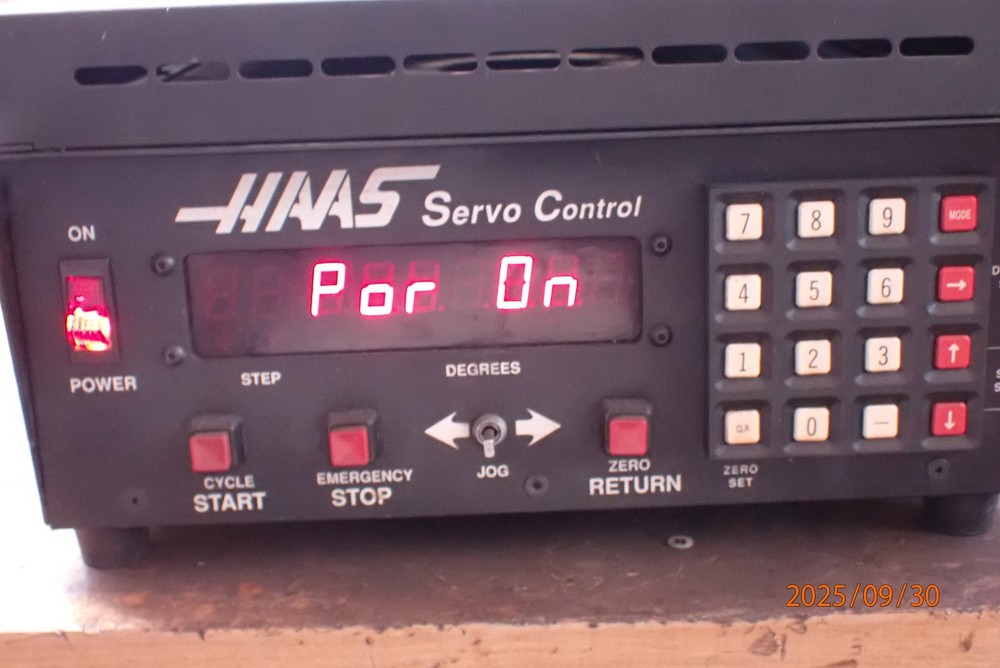 HAAS Servo Control
ON
Por On
POWER
STEP
DEGREES
7 8 9 MODE
4 5 6 →
1 2 3 ↑
CLR 0 — ↓
CYCLE
START
EMERGENCY
STOP
JOG
ZERO
RETURN
ZERO
SET
2025/09/30